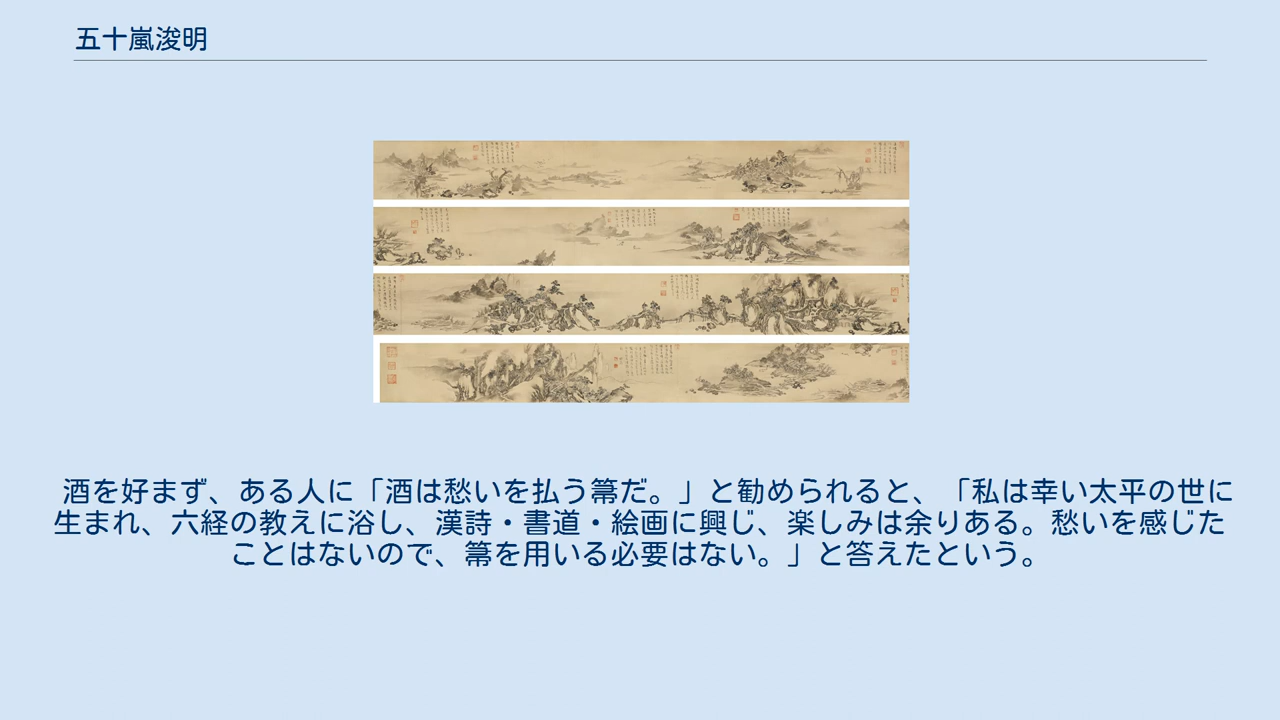 五十嵐浚明
酒を好まず、ある人に「酒は愁いを払う箒だ。」と勧められると、「私は幸い太平の世に
生まれ、六経の教えに浴し、漢詩・書道・絵画に興じ、楽しみは余りある。愁いを感じた
ことはないので、箒を用いる必要はない。」と答えたという。